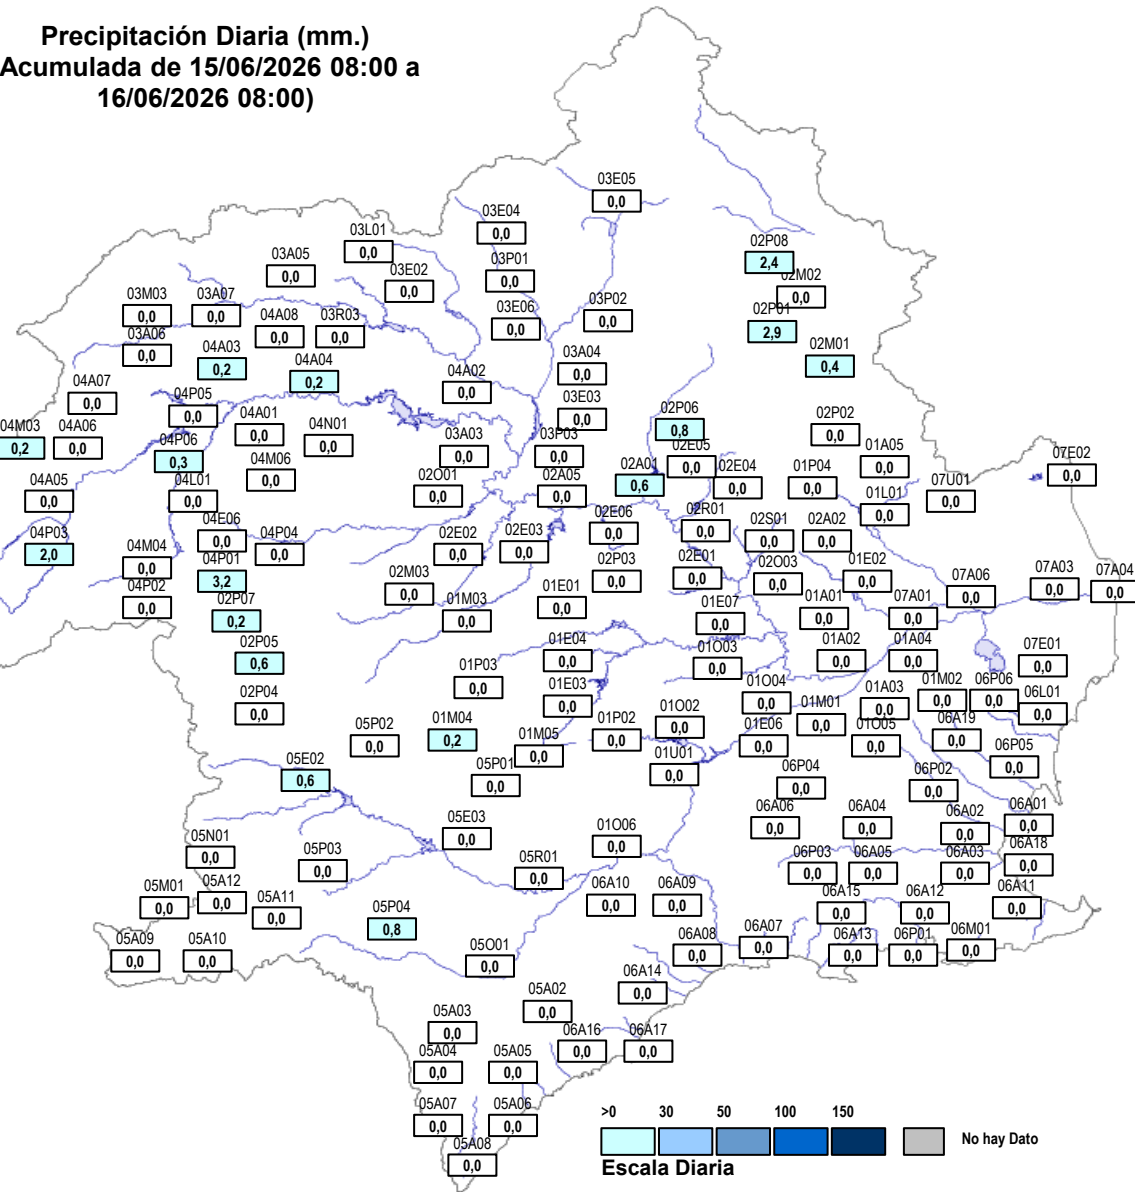 Precipitación Diaria (mm.)
Acumulada de 15/06/2026 08:00 a
16/06/2026 08:00)
03E05
0,0
03E04
0,0
03L01
0,0
03A05
0,0
03E02
0,0
03P01
0,0
02P08
2,4
02M02
0,0
03M03
0,0
03A07
0,0
04A08
0,0
03R03
0,0
03E06
0,0
03P02
0,0
02P01
2,9
03A06
0,0
04A03
0,2
04A04
0,2
04A02
0,0
03A04
0,0
02M01
0,4
04A07
0,0
04P05
0,0
03E03
0,0
04M03
0,2
04A06
0,0
04A01
0,0
04N01
0,0
02P06
0,8
02P02
0,0
04P06
0,3
04M06
0,0
03A03
0,0
03P03
0,0
02E05
0,0
01A05
0,0
07E02
0,0
04A05
0,0
04L01
0,0
02O01
0,0
02A05
0,0
02A01
0,6
02E04
0,0
01P04
0,0
01L01
0,0
07U01
0,0
04P03
2,0
04E06
0,0
04P04
0,0
02E02
0,0
02E03
0,0
02E06
0,0
02R01
0,0
02S01
0,0
02A02
0,0
04M04
0,0
04P01
3,2
02M03
0,0
02P03
0,0
02E01
0,0
02O03
0,0
01E02
0,0
07A06
0,0
07A03
0,0
07A04
0,0
04P02
0,0
02P07
0,2
01M03
0,0
01E01
0,0
01E07
0,0
01A01
0,0
07A01
0,0
02P05
0,6
01E04
0,0
01O03
0,0
01A02
0,0
01A04
0,0
07E01
0,0
02P04
0,0
01P03
0,0
01E03
0,0
01O04
0,0
01A03
0,0
01M02
0,0
06P06
0,0
06L01
0,0
05P02
0,0
01M04
0,2
01M05
0,0
01P02
0,0
01O02
0,0
01E06
0,0
01M01
0,0
01O05
0,0
06A19
0,0
05E02
0,6
05P01
0,0
01U01
0,0
06P04
0,0
06P02
0,0
06P05
0,0
05E03
0,0
01O06
0,0
06A06
0,0
06A04
0,0
06A02
0,0
06A01
0,0
05N01
0,0
05P03
0,0
05R01
0,0
06P03
0,0
06A05
0,0
06A03
0,0
06A18
0,0
05M01
0,0
05A12
0,0
05A11
0,0
05P04
0,8
06A10
0,0
06A09
0,0
06A15
0,0
06A12
0,0
06A11
0,0
05A09
0,0
05A10
0,0
05O01
0,0
06A08
0,0
06A07
0,0
06A13
0,0
06P01
0,0
06M01
0,0
06A14
0,0
05A03
0,0
05A02
0,0
06A16
0,0
06A17
0,0
05A04
0,0
05A05
0,0
05A07
0,0
05A06
0,0
05A08
0,0
>0 30 50 100 150
No hay Dato
Escala Diaria